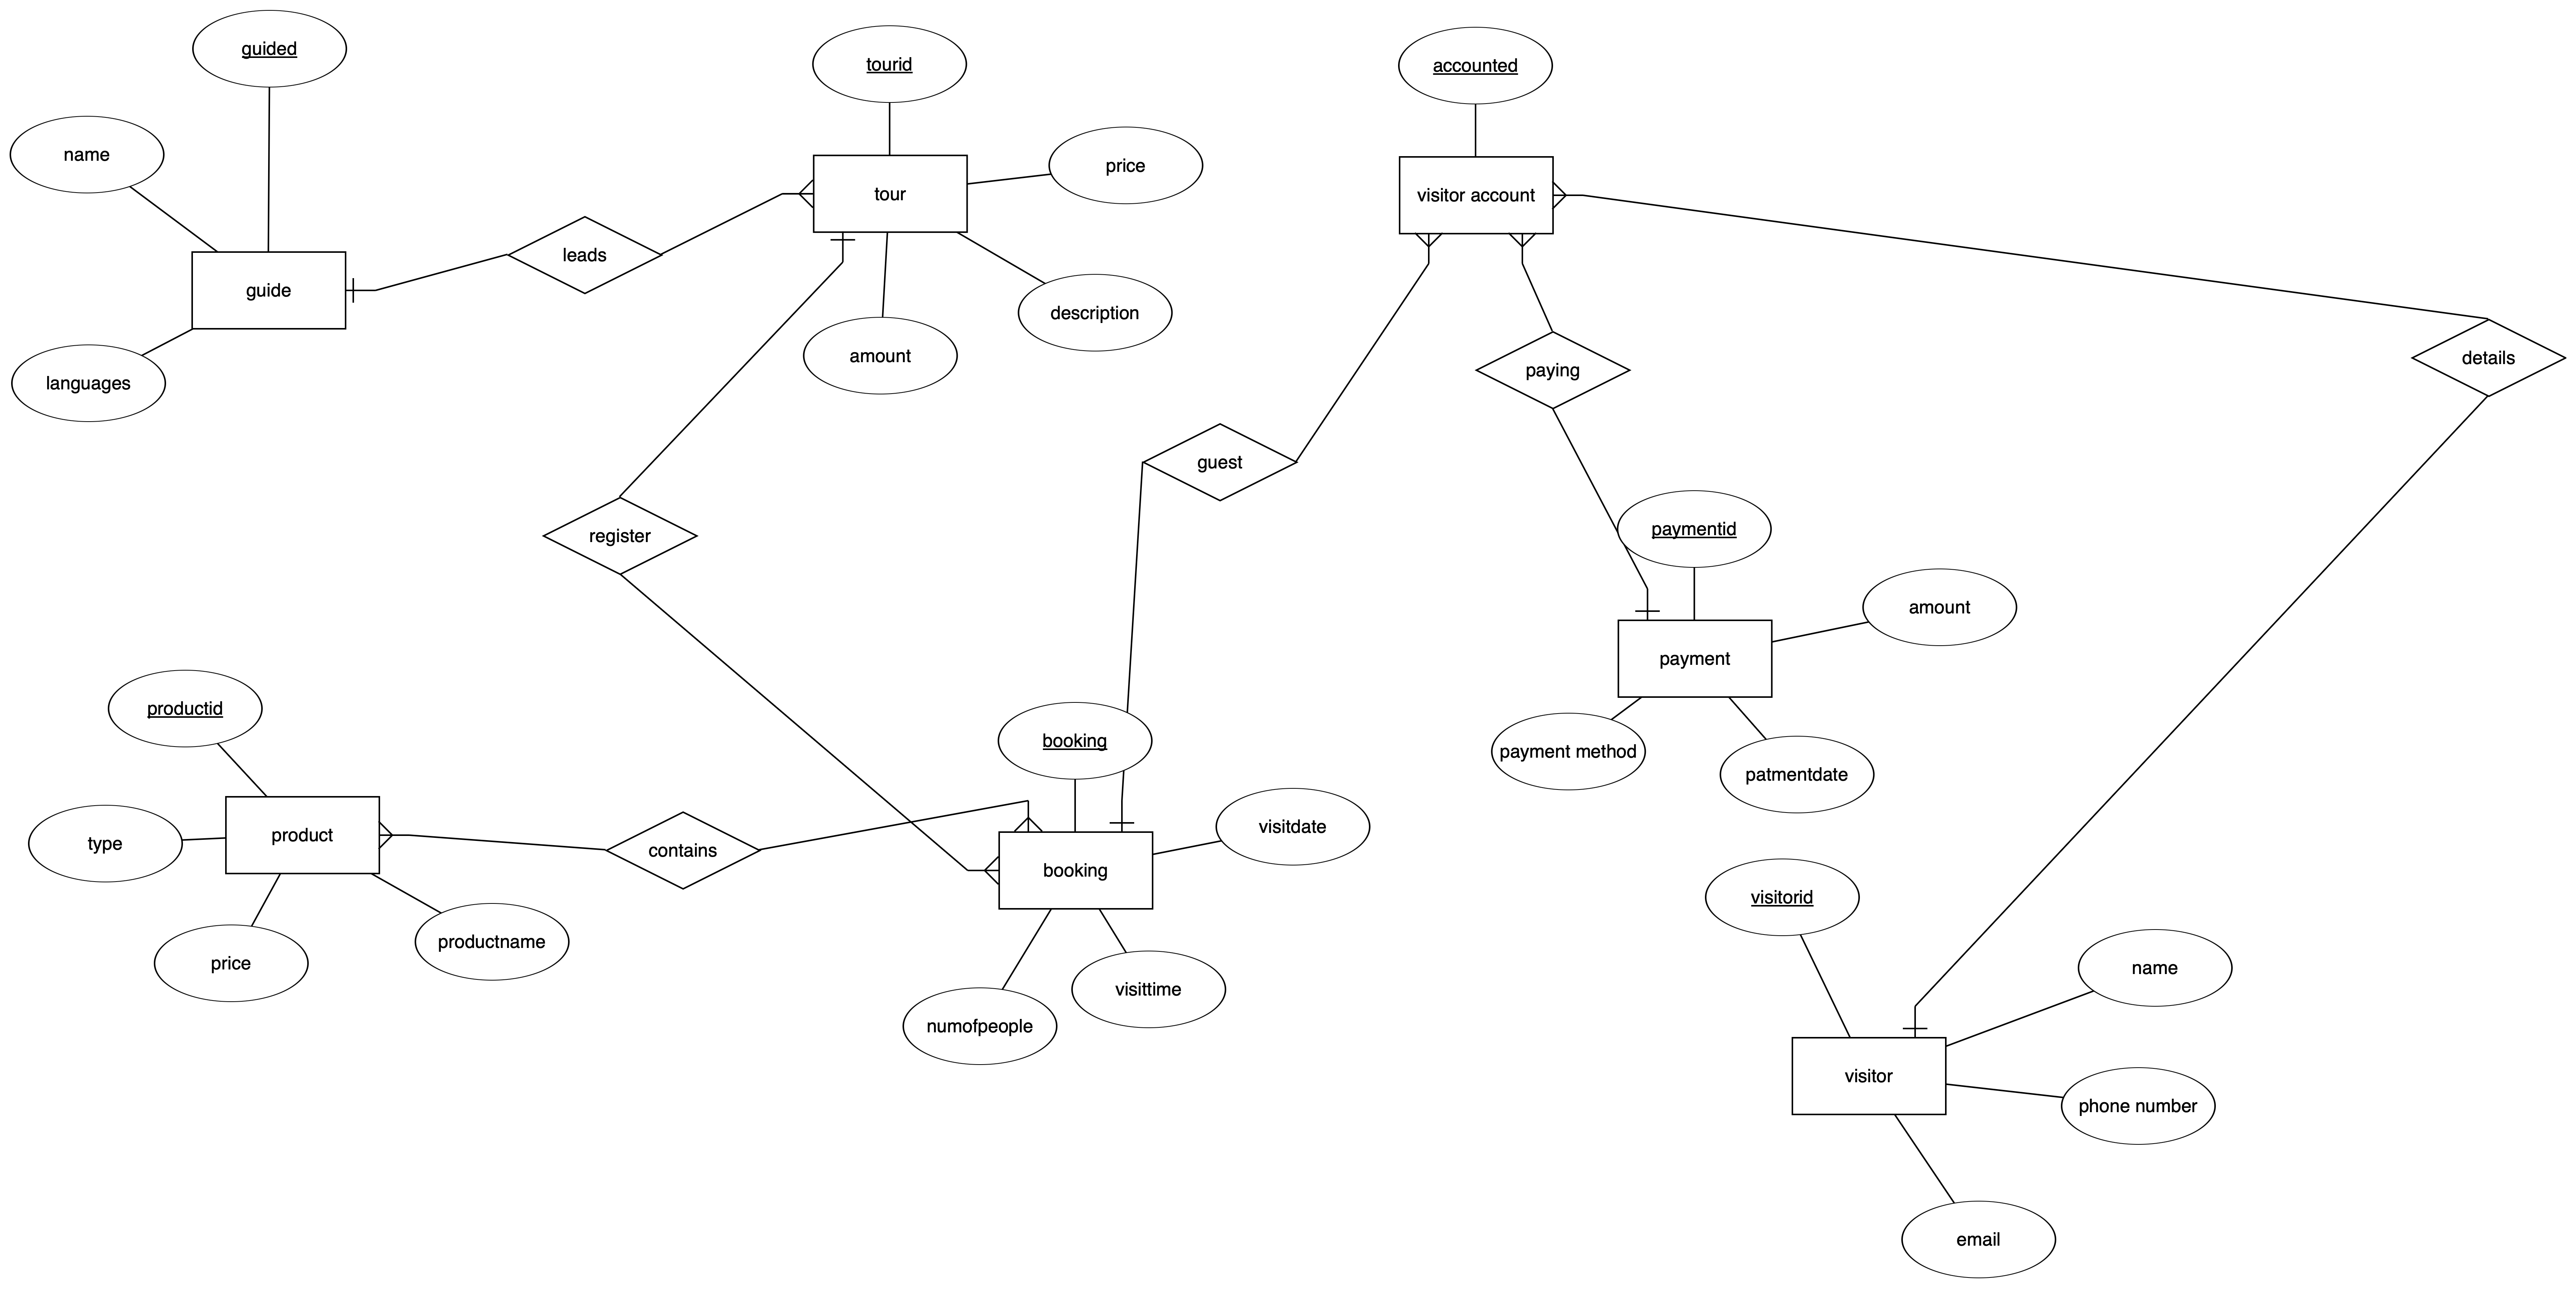 guided
tourid
accounted
name
price
tour
visitor account
leads
guide
description
amount
details
paying
languages
guest
register
paymentid
amount
payment
productid
booking
payment method
patmentdate
visitdate
product
type
contains
booking
visitorid
productname
price
name
visittime
numofpeople
visitor
phone number
email